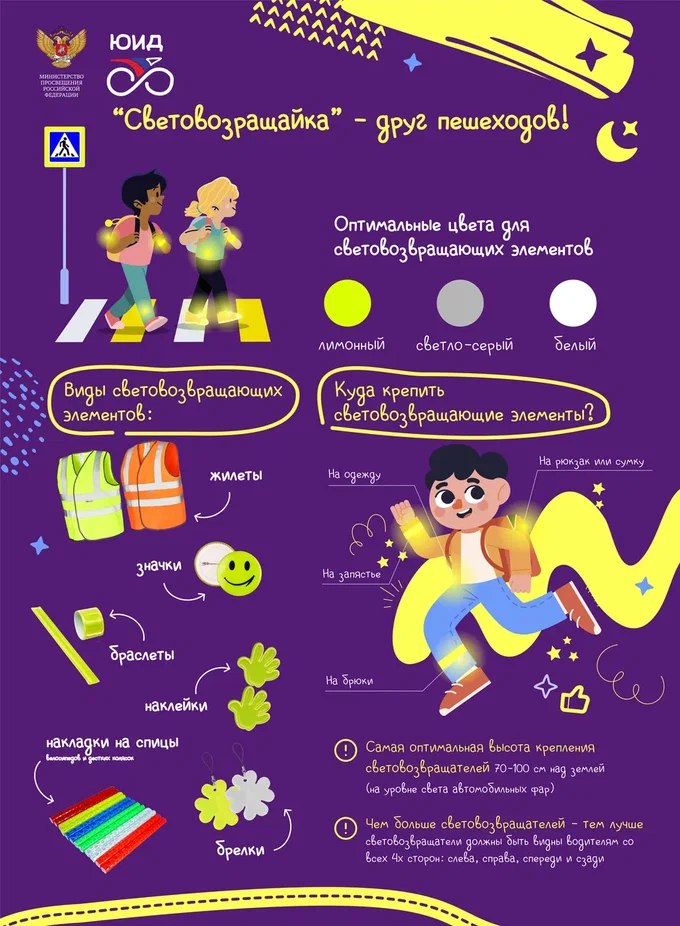 МИНИСТЕРСТВО
ПРОСВЕЩЕНИЯ
РОССИЙСКОЙ
ФЕДЕРАЦИИ
ЮИД
“Световозращайка” - друг пешеходов!
Оптимальные цвета для
световозвращающих элементов
лимонный
светло-серый
белый
Виды световозвращающих
элементов:
жилеты
значки
браслеты
наклейки
накладки на спицы
велосипедов и детских колясок
брелки
Куда крепить
световозвращающие элементы?
На одежду
На рюкзак или сумку
На запястье
На брюки
! Самая оптимальная высота крепления
световозвращателей 70-100 см над землей
(на уровне света автомобильных фар)
! Чем больше световозвращателей - тем лучше
световозвращатели должны быть видны водителям со
всех 4х сторон: слева, справа, спереди и сзади